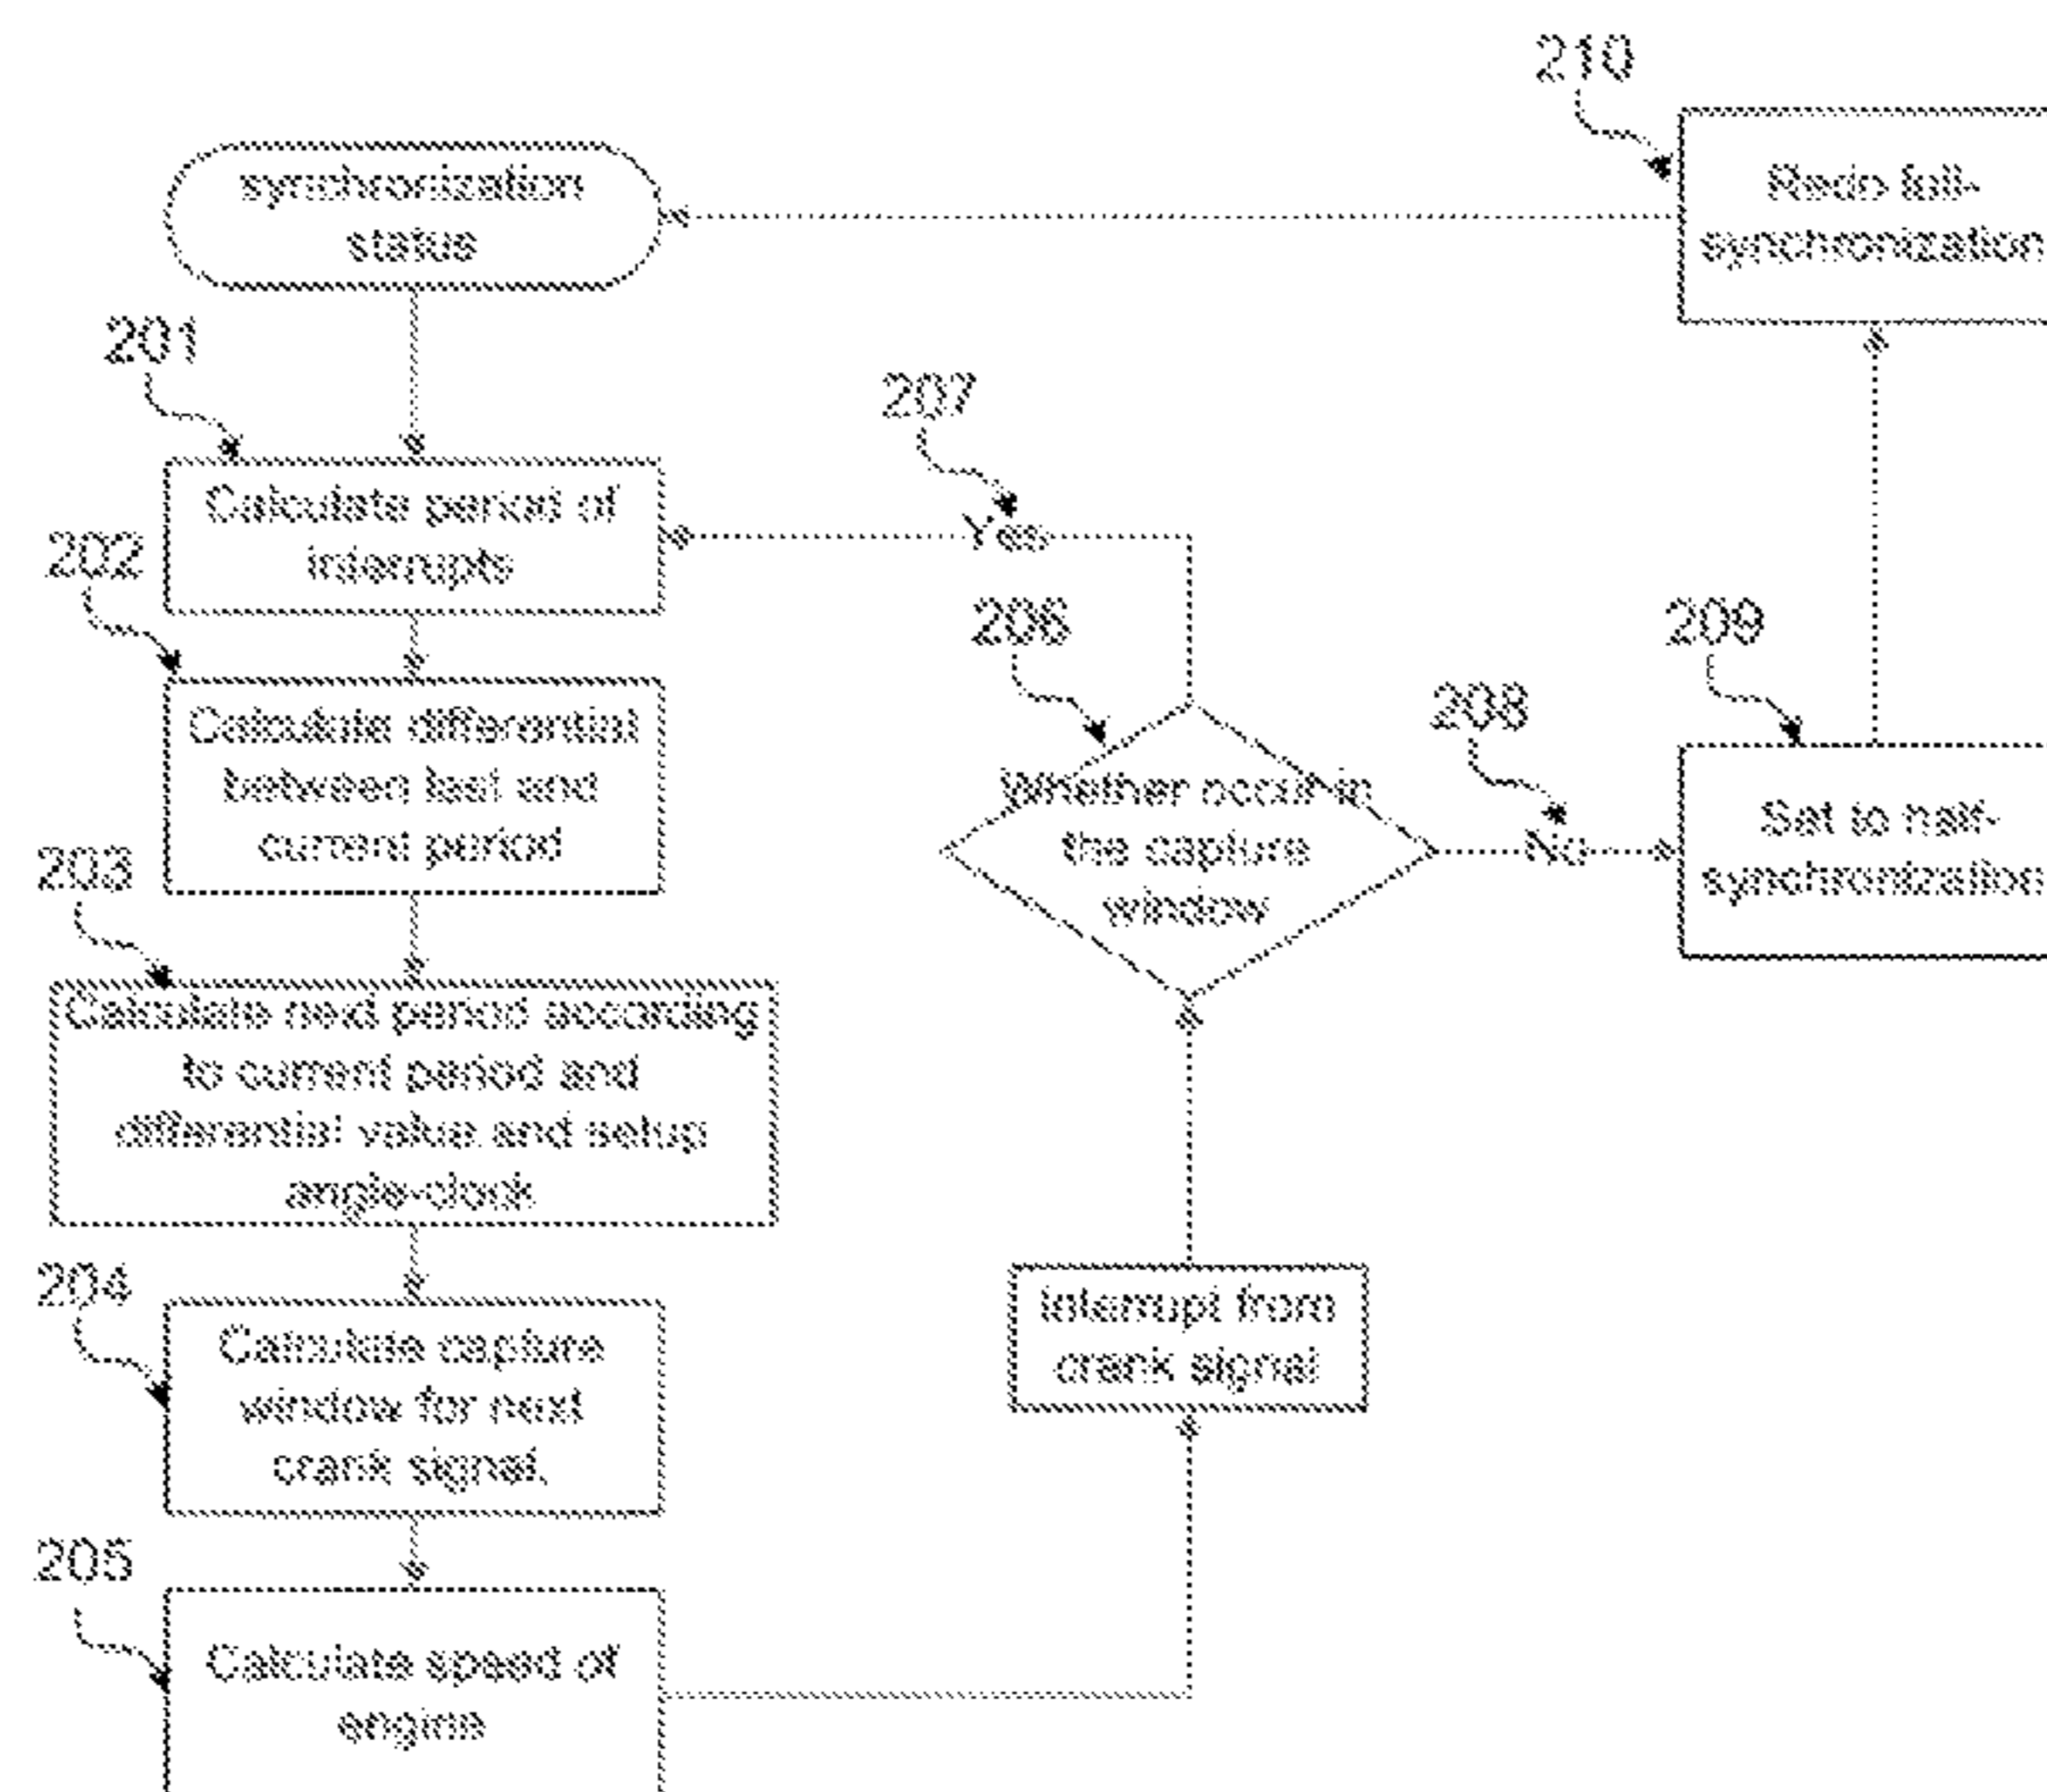 210
synchronization
status
Redo full-
synchronization
201
207
Calculate period of
interrupts
Yes
202
206
209
Calculate differential
between last and
current period
208
Whether occur in
the capture
window
No
Set to half-
synchronization
203
Calculate next period according
to current period and
differential value and setup
angle-clock
204
Calculate capture
window for next
crank signal.
Interrupt from
crank signal
205
Calculate speed of
engine